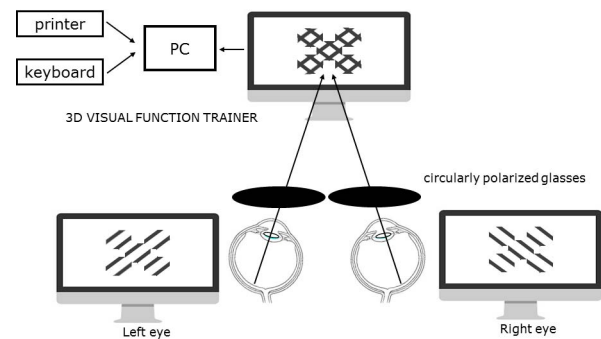 printer
PC
keyboard
3D VISUAL FUNCTION TRAINER
circularly polarized glasses
Left eye
Right eye